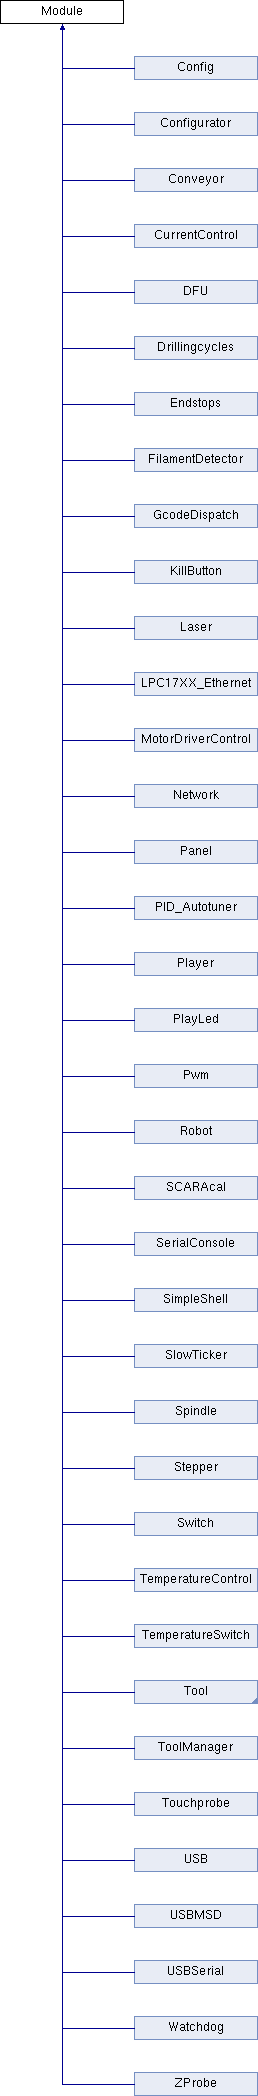 Module
Config
Configurator
Conveyor
CurrentControl
DFU
Drillingcycles
Endstops
FilamentDetector
GcodeDispatch
KillButton
Laser
LPC17XX_Ethernet
MotorDriverControl
Network
Panel
PID_Autotuner
Player
PlayLed
Pwm
Robot
SCARAcal
SerialConsole
SimpleShell
SlowTicker
Spindle
Stepper
Switch
TemperatureControl
TemperatureSwitch
Tool
ToolManager
Touchprobe
USB
USBMSD
USBSerial
Watchdog
ZProbe